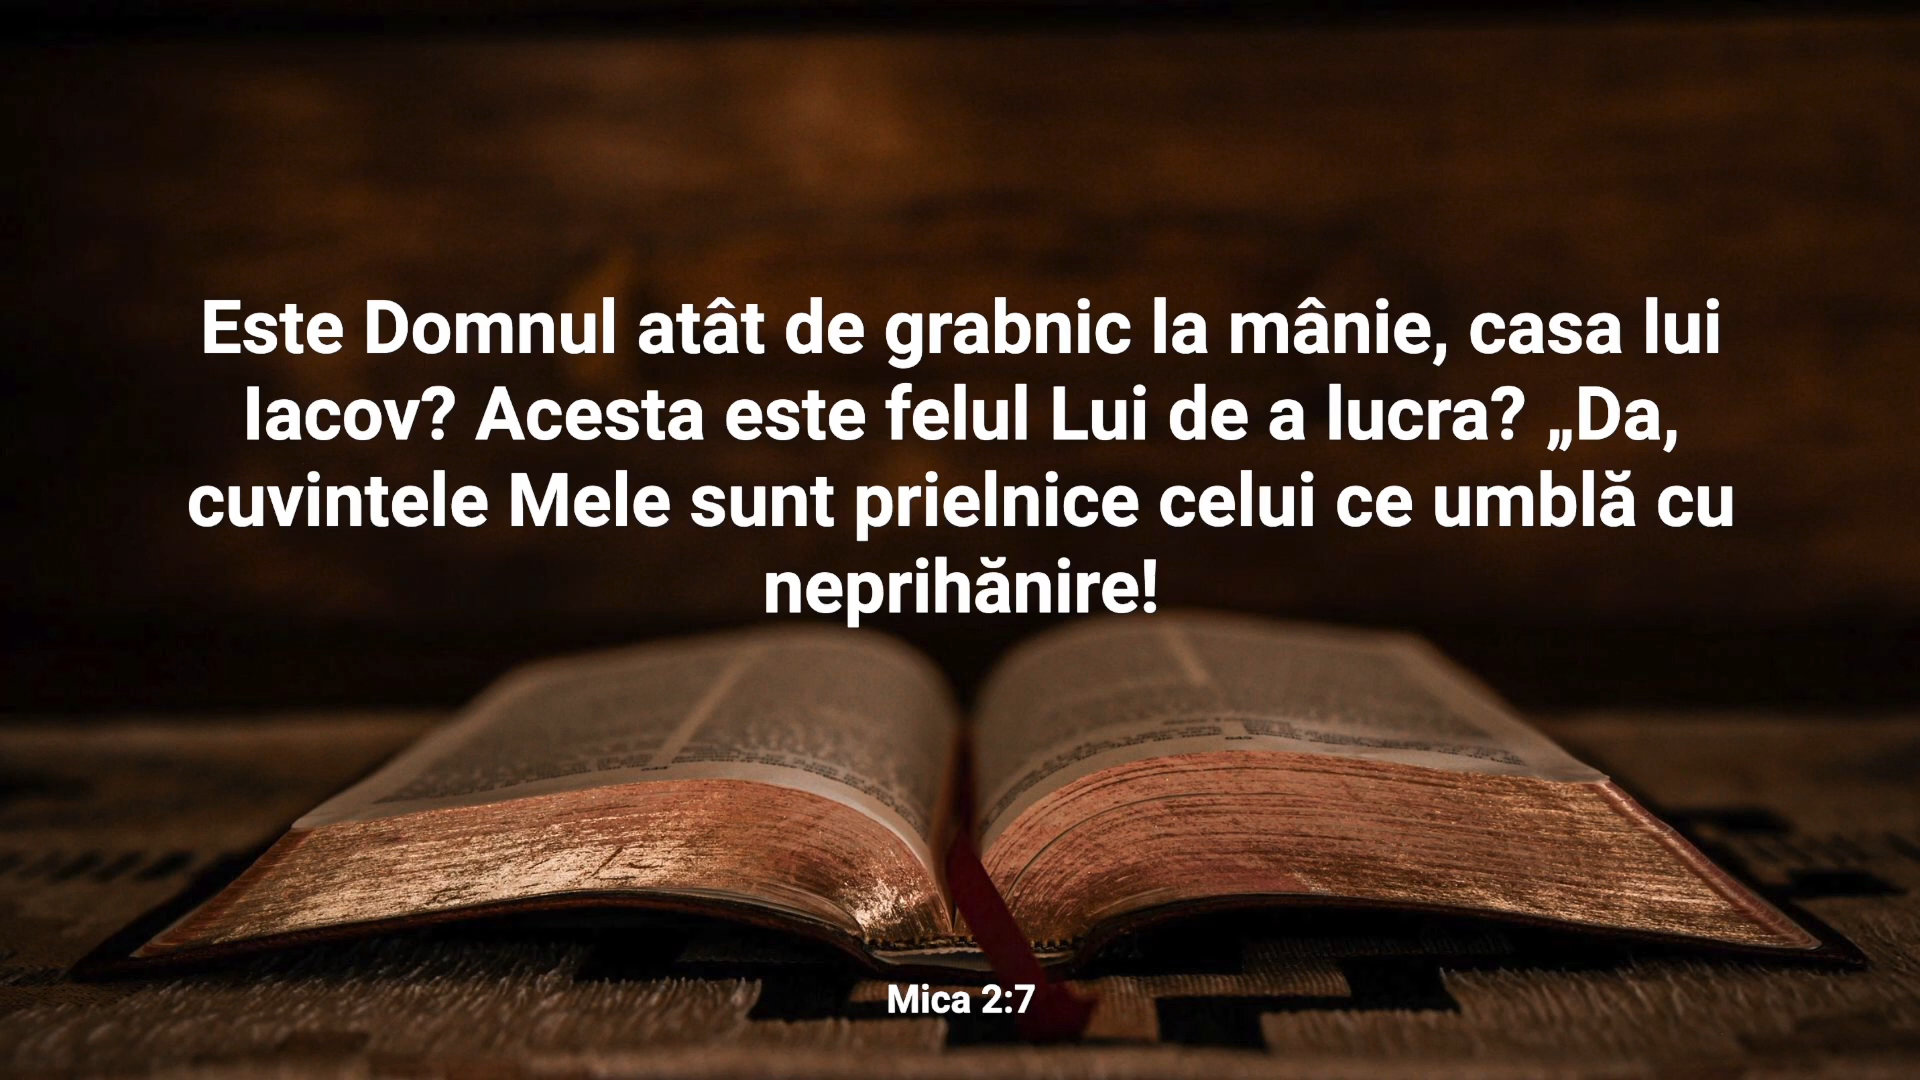 Este Domnul atât de grabnic la mânie, casa lui
Iacov? Acesta este felul Lui de a lucra? „Da,
cuvintele Mele sunt prielnice celui ce umblă cu
neprihănire!
Mica 2:7